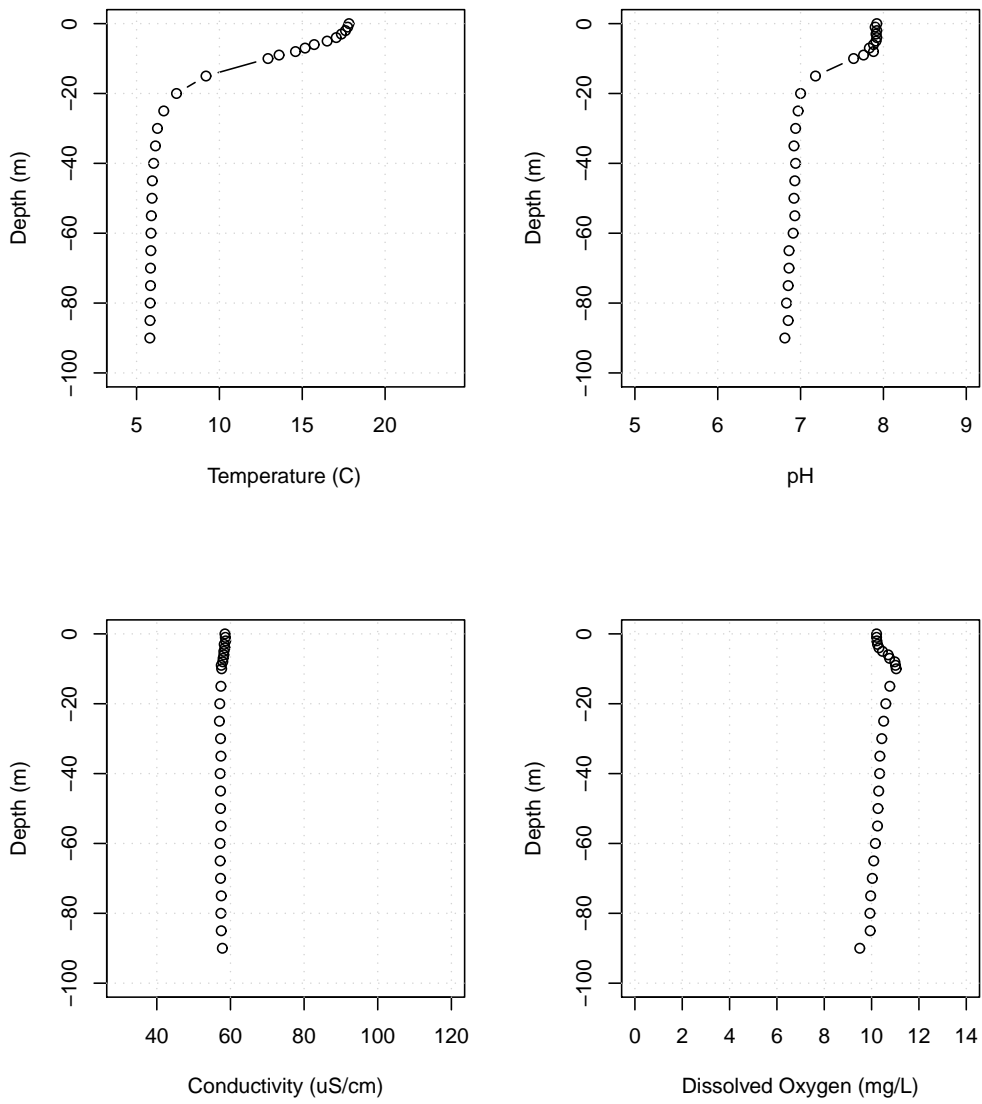 0
−20
−40
−60
−80
−100
Depth (m)
5 10 15 20
Temperature (C)
0
−20
−40
−60
−80
−100
Depth (m)
5 6 7 8 9
pH
0
−20
−40
−60
−80
−100
Depth (m)
40 60 80 100 120
Conductivity (uS/cm)
0
−20
−40
−60
−80
−100
Depth (m)
0 2 4 6 8 10 12 14
Dissolved Oxygen (mg/L)